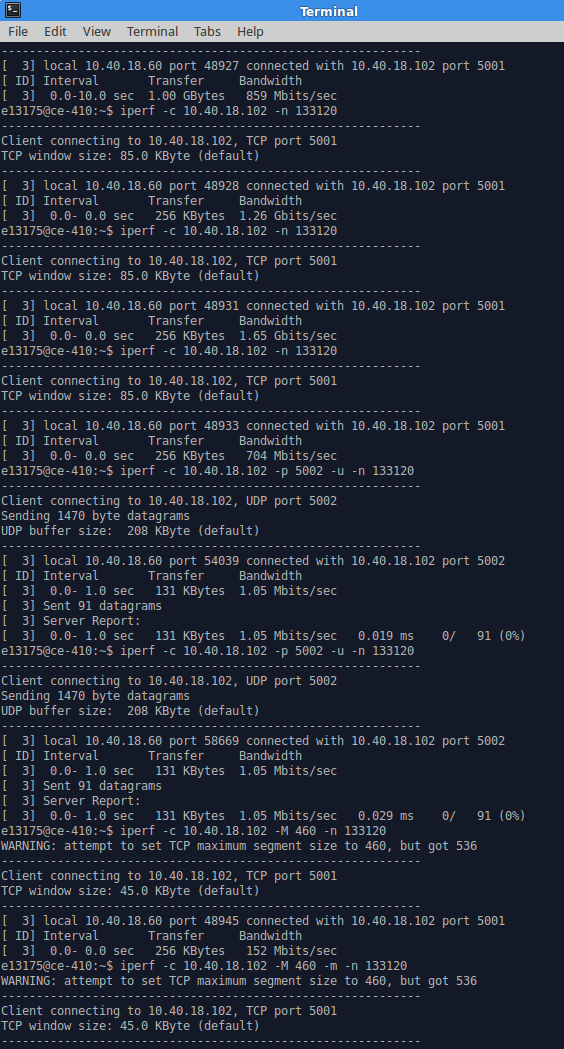 Terminal
File Edit View Terminal Tabs Help
------------------------------------------------------------
[  3] local 10.40.18.60 port 48927 connected with 10.40.18.102 port 5001
[ ID] Interval       Transfer     Bandwidth
[  3]  0.0-10.0 sec  1.00 GBytes   859 Mbits/sec
e13175@ce-410:~$ iperf -c 10.40.18.102 -n 133120
------------------------------------------------------------
Client connecting to 10.40.18.102, TCP port 5001
TCP window size: 85.0 KByte (default)
------------------------------------------------------------
[  3] local 10.40.18.60 port 48928 connected with 10.40.18.102 port 5001
[ ID] Interval       Transfer     Bandwidth
[  3]  0.0- 0.0 sec   256 KBytes  1.26 Gbits/sec
e13175@ce-410:~$ iperf -c 10.40.18.102 -n 133120
------------------------------------------------------------
Client connecting to 10.40.18.102, TCP port 5001
TCP window size: 85.0 KByte (default)
------------------------------------------------------------
[  3] local 10.40.18.60 port 48931 connected with 10.40.18.102 port 5001
[ ID] Interval       Transfer     Bandwidth
[  3]  0.0- 0.0 sec   256 KBytes  1.65 Gbits/sec
e13175@ce-410:~$ iperf -c 10.40.18.102 -n 133120
------------------------------------------------------------
Client connecting to 10.40.18.102, TCP port 5001
TCP window size: 85.0 KByte (default)
------------------------------------------------------------
[  3] local 10.40.18.60 port 48933 connected with 10.40.18.102 port 5001
[ ID] Interval       Transfer     Bandwidth
[  3]  0.0- 0.0 sec   256 KBytes   704 Mbits/sec
e13175@ce-410:~$ iperf -c 10.40.18.102 -p 5002 -u -n 133120
------------------------------------------------------------
Client connecting to 10.40.18.102, UDP port 5002
Sending 1470 byte datagrams
UDP buffer size:  208 KByte (default)
------------------------------------------------------------
[  3] local 10.40.18.60 port 54039 connected with 10.40.18.102 port 5002
[ ID] Interval       Transfer     Bandwidth
[  3]  0.0- 1.0 sec   131 KBytes  1.05 Mbits/sec
[  3] Sent 91 datagrams
[  3] Server Report:
[  3]  0.0- 1.0 sec   131 KBytes  1.05 Mbits/sec   0.019 ms    0/   91 (0%)
e13175@ce-410:~$ iperf -c 10.40.18.102 -p 5002 -u -n 133120
------------------------------------------------------------
Client connecting to 10.40.18.102, UDP port 5002
Sending 1470 byte datagrams
UDP buffer size:  208 KByte (default)
------------------------------------------------------------
[  3] local 10.40.18.60 port 58669 connected with 10.40.18.102 port 5002
[ ID] Interval       Transfer     Bandwidth
[  3]  0.0- 1.0 sec   131 KBytes  1.05 Mbits/sec
[  3] Sent 91 datagrams
[  3] Server Report:
[  3]  0.0- 1.0 sec   131 KBytes  1.05 Mbits/sec   0.029 ms    0/   91 (0%)
e13175@ce-410:~$ iperf -c 10.40.18.102 -M 460 -n 133120
WARNING: attempt to set TCP maximum segment size to 460, but got 536
------------------------------------------------------------
Client connecting to 10.40.18.102, TCP port 5001
TCP window size: 45.0 KByte (default)
------------------------------------------------------------
[  3] local 10.40.18.60 port 48945 connected with 10.40.18.102 port 5001
[ ID] Interval       Transfer     Bandwidth
[  3]  0.0- 0.0 sec   256 KBytes   152 Mbits/sec
e13175@ce-410:~$ iperf -c 10.40.18.102 -M 460 -m -n 133120
WARNING: attempt to set TCP maximum segment size to 460, but got 536
------------------------------------------------------------
Client connecting to 10.40.18.102, TCP port 5001
TCP window size: 45.0 KByte (default)
------------------------------------------------------------